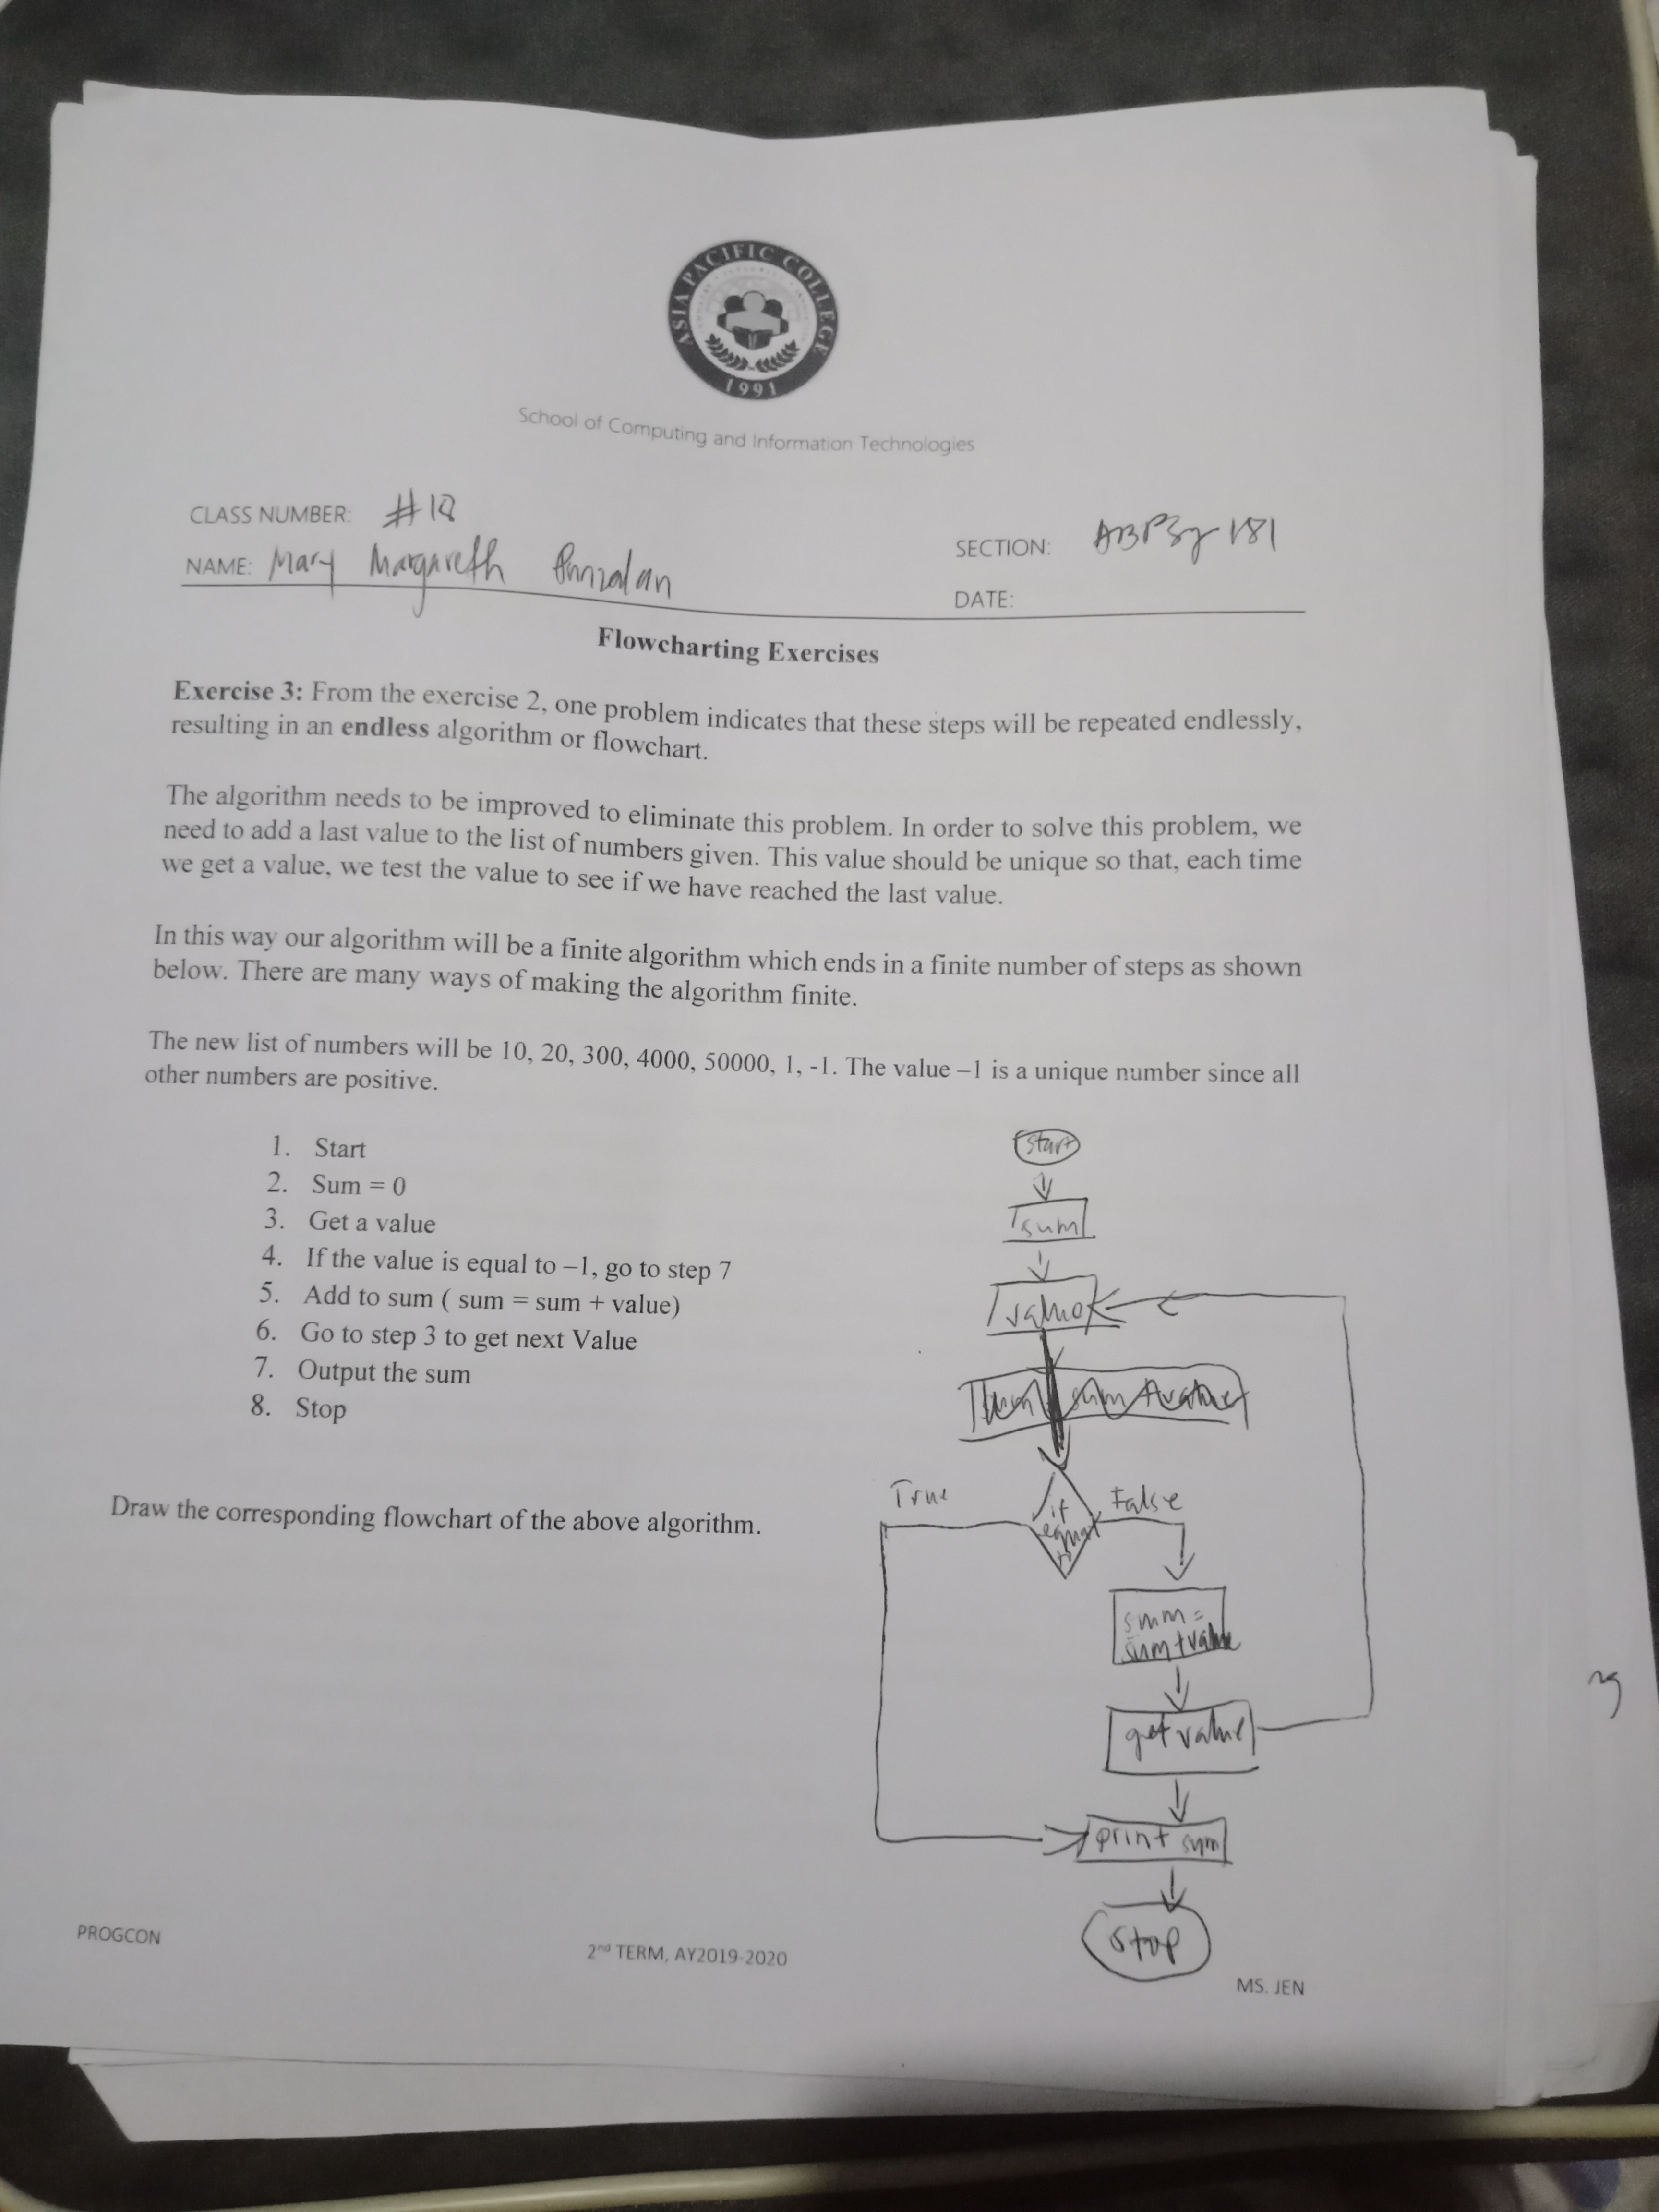 ASIA PACIFIC COLLEGE
1991
School of Computing and Information Technologies
CLASS NUMBER: #18
SECTION: ABPsy 181
NAME: Mary Margareth Punzalan
DATE:
Flowcharting Exercises
Exercise 3: From the exercise 2, one problem indicates that these steps will be repeated endlessly,
resulting in an endless algorithm or flowchart.
The algorithm needs to be improved to eliminate this problem. In order to solve this problem, we
need to add a last value to the list of numbers given. This value should be unique so that, each time
we get a value, we test the value to see if we have reached the last value.
In this way our algorithm will be a finite algorithm which ends in a finite number of steps as shown
below. There are many ways of making the algorithm finite.
The new list of numbers will be 10, 20, 300, 4000, 50000, 1, -1. The value –1 is a unique number since all
other numbers are positive.
1. Start
2. Sum = 0
3. Get a value
4. If the value is equal to –1, go to step 7
5. Add to sum ( sum = sum + value)
6. Go to step 3 to get next Value
7. Output the sum
8. Stop
Draw the corresponding flowchart of the above algorithm.
start
sum
value
sum + value
True
False
if
equal
sum =
sum + value
get value
print sum
stop
PROGCON
2nd TERM, AY2019-2020
MS. JEN